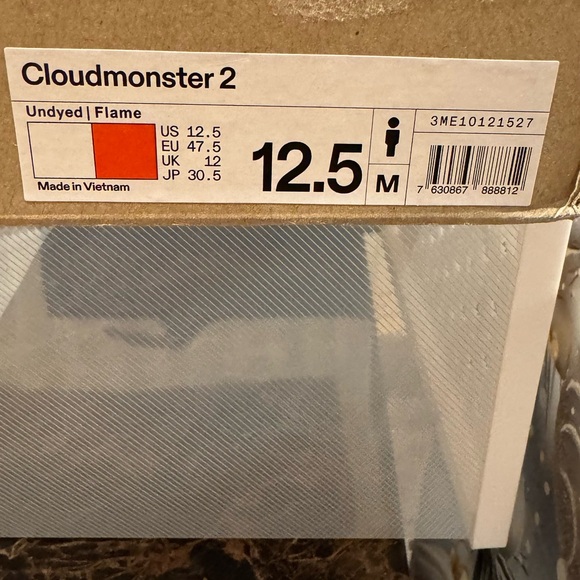 Cloudmonster 2
Undyed | Flame
US 12.5
EU 47.5
UK 12
JP 30.5
Made in Vietnam
12.5
M
3ME10121527
7 630867 888812